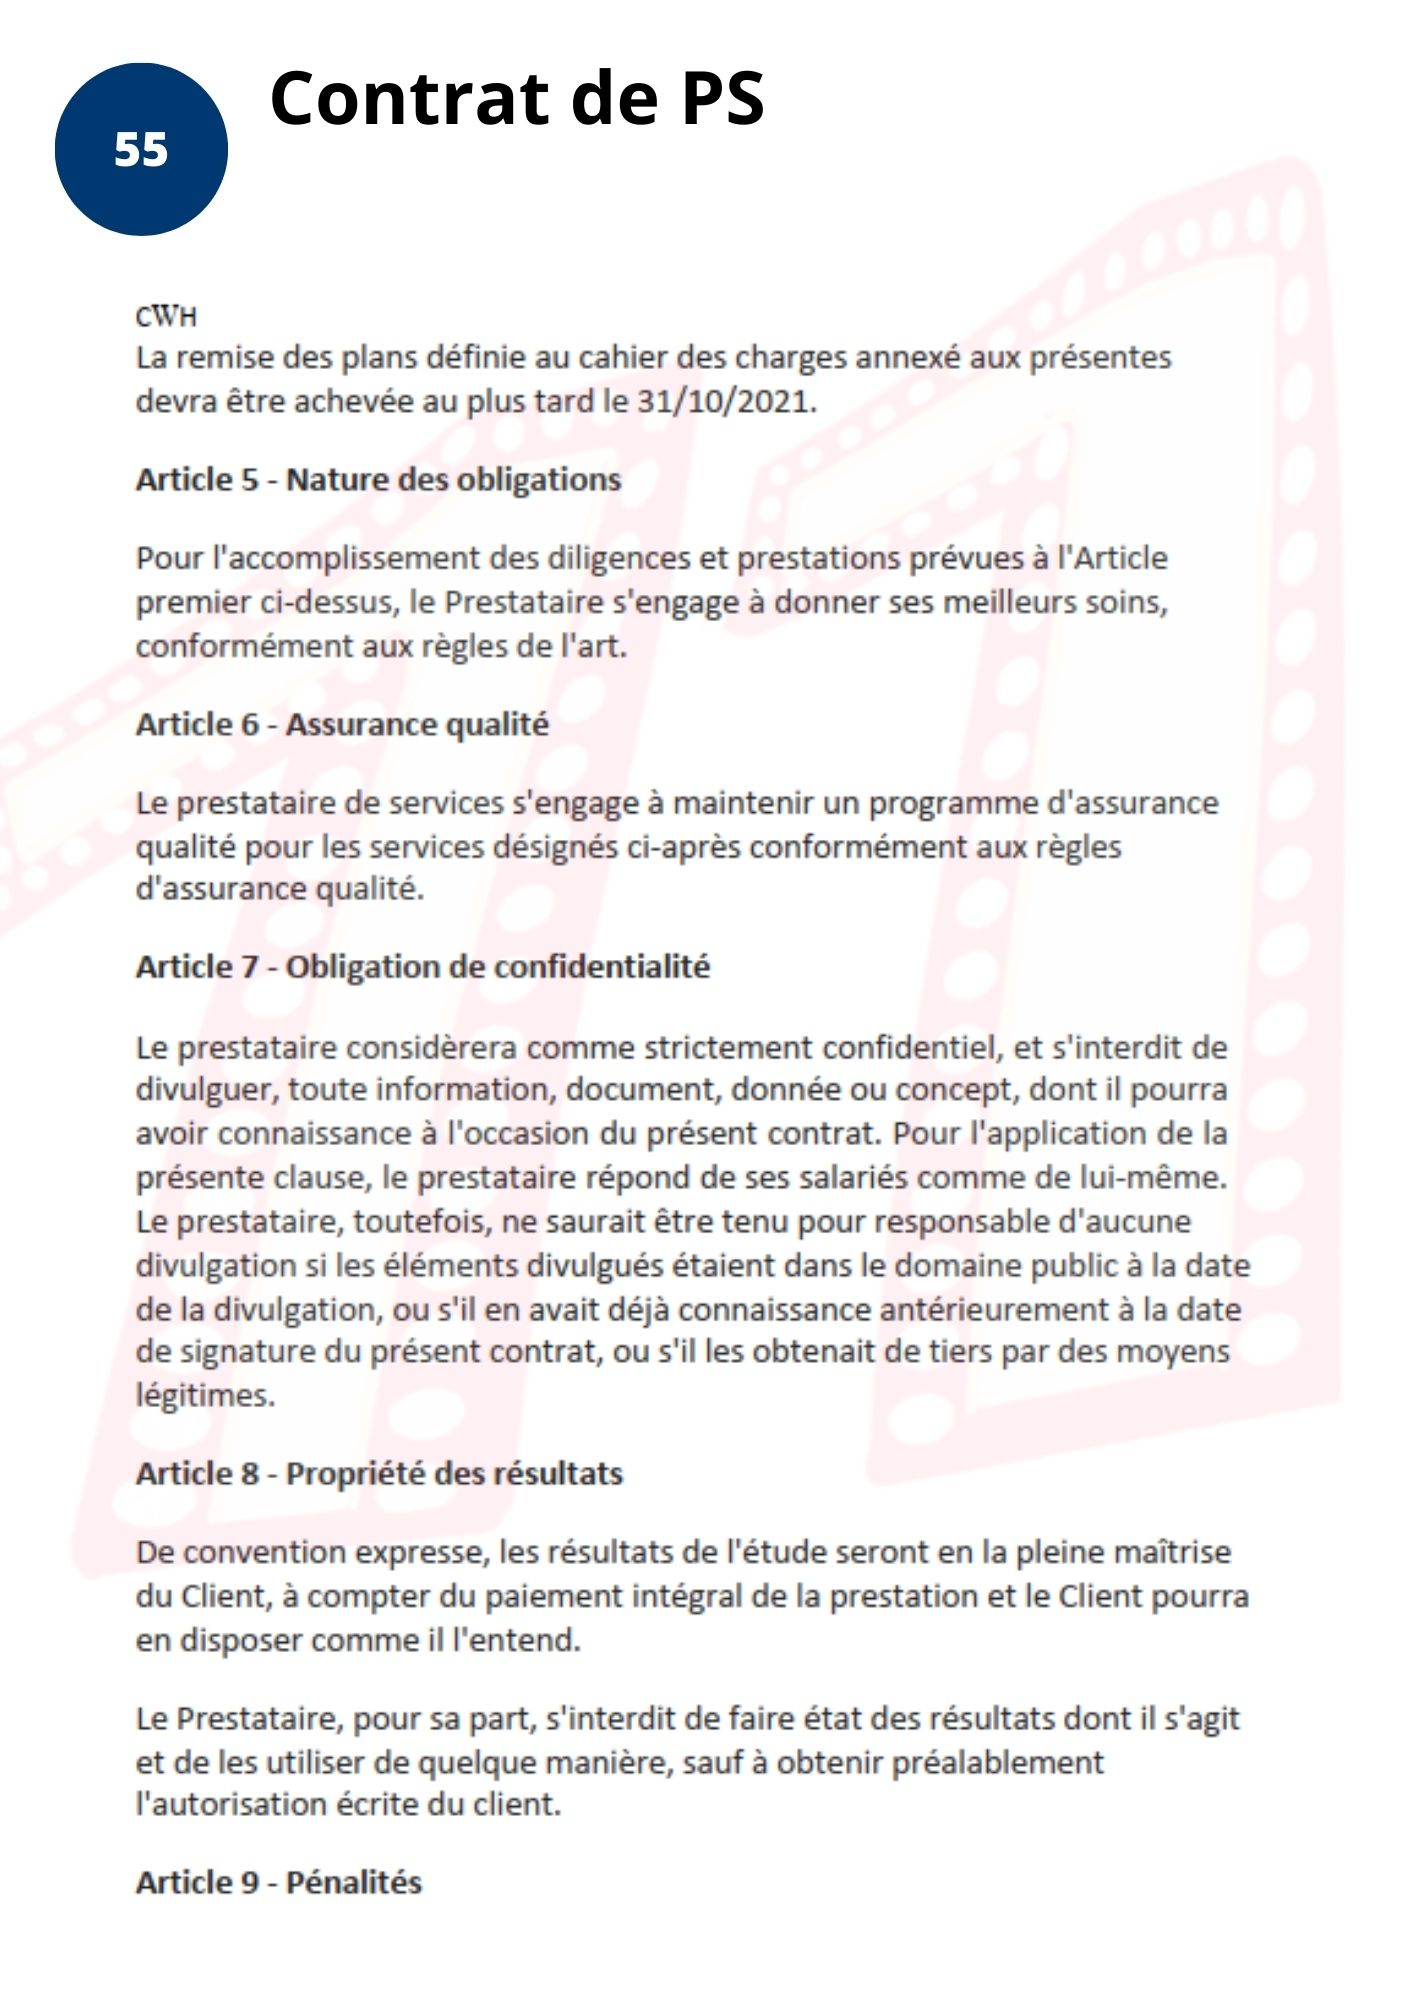 55
Contrat de PS
CWH
La remise des plans définie au cahier des charges annexé aux présentes
devra être achevée au plus tard le 31/10/2021.
Article 5 - Nature des obligations
Pour l'accomplissement des diligences et prestations prévues à l'Article
premier ci-dessus, le Prestataire s'engage à donner ses meilleurs soins,
conformément aux règles de l'art.
Article 6 - Assurance qualité
Le prestataire de services s'engage à maintenir un programme d'assurance
qualité pour les services désignés ci-après conformément aux règles
d'assurance qualité.
Article 7 - Obligation de confidentialité
Le prestataire considèrera comme strictement confidentiel, et s'interdit de
divulguer, toute information, document, donnée ou concept, dont il pourra
avoir connaissance à l'occasion du présent contrat. Pour l'application de la
présente clause, le prestataire répond de ses salariés comme de lui-même.
Le prestataire, toutefois, ne saurait être tenu pour responsable d'aucune
divulgation si les éléments divulgués étaient dans le domaine public à la date
de la divulgation, ou s'il en avait déjà connaissance antérieurement à la date
de signature du présent contrat, ou s'il les obtenait de tiers par des moyens
légitimes.
Article 8 - Propriété des résultats
De convention expresse, les résultats de l'étude seront en la pleine maîtrise
du Client, à compter du paiement intégral de la prestation et le Client pourra
en disposer comme il l'entend.
Le Prestataire, pour sa part, s'interdit de faire état des résultats dont il s'agit
et de les utiliser de quelque manière, sauf à obtenir préalablement
l'autorisation écrite du client.
Article 9 - Pénalités